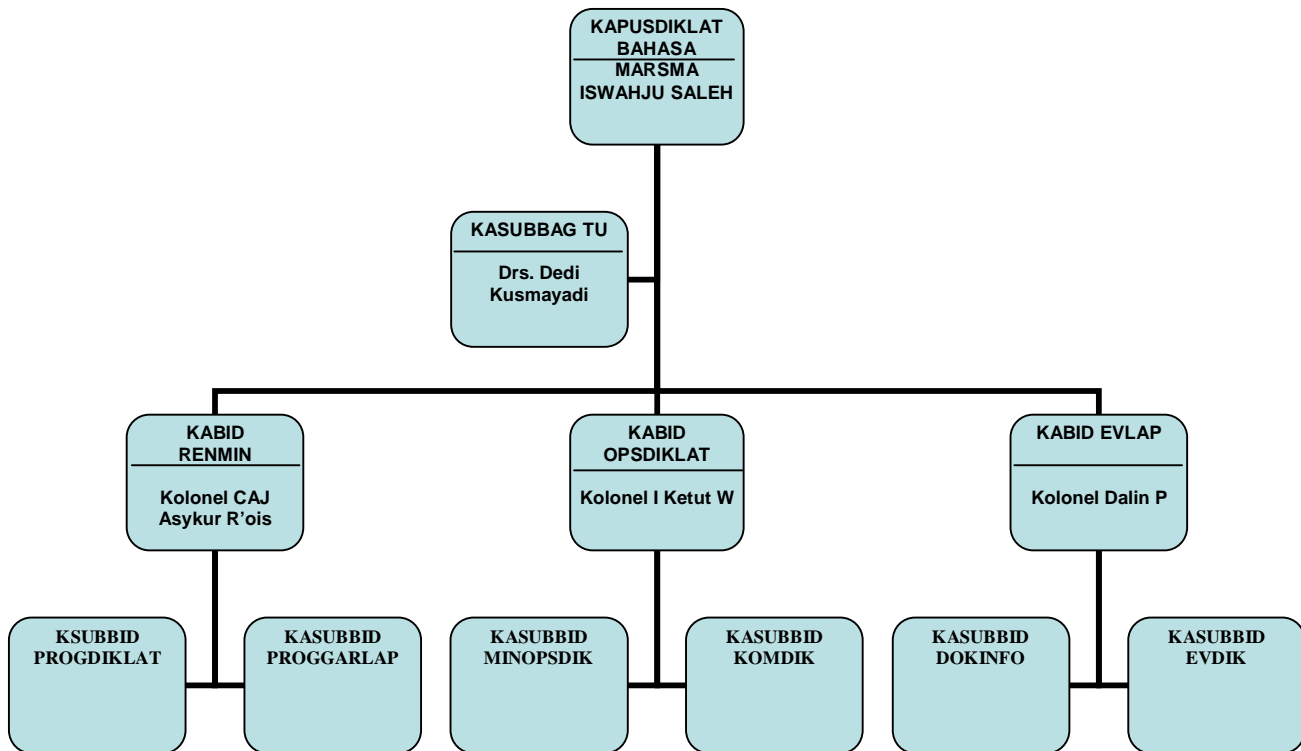 KAPUSDIKLAT
BAHASA
MARSMA
ISWAHJU SALEH
KASUBBAG TU
Drs. Dedi
Kusmayadi
KABID
RENMIN
Kolonel CAJ
Asykur R’ois
KABID
OPSDIKLAT
Kolonel I Ketut W
KABID EVLAP
Kolonel Dalin P
KSUBBID
PROGDIKLAT
KASUBBID
PROGGARLAP
KASUBBID
MINOPSDIK
KASUBBID
KOMDIK
KASUBBID
DOKINFO
KASUBBID
EVDIK